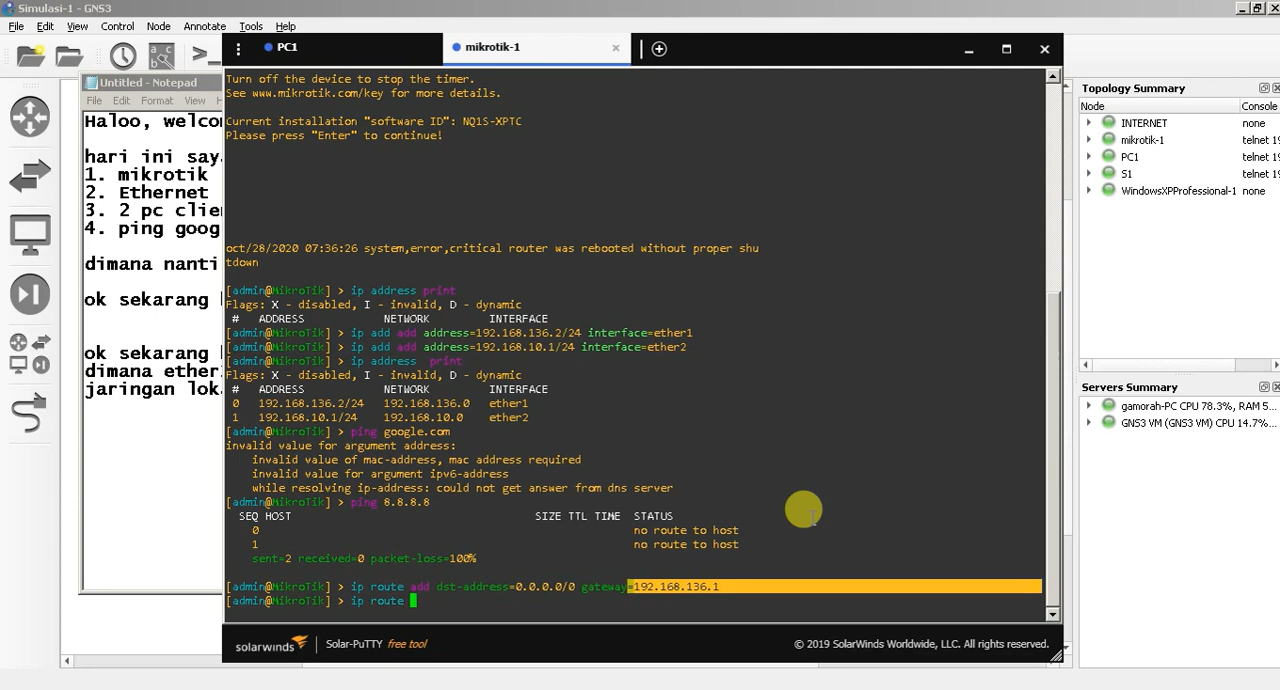 Simulasi-1 - GNS3
File Edit View Control Node Annotate Tools Help
PC1
mikrotik-1
Untitled - Notepad
File Edit Format View
Haloo, welcom
hari ini say
1. mikrotik
2. Ethernet
3. 2 pc clie
4. ping goog
dimana nanti
ok sekarang
ok sekarang
dimana ether
jaringan lok
Turn off the device to stop the timer.
See www.mikrotik.com/key for more details.
Current installation "software ID": NQ1S-XPTC
Please press "Enter" to continue!
oct/28/2020 07:36:26 system,error,critical router was rebooted without proper shu
tdown
[admin@MikroTik] > ip address print
Flags: X - disabled, I - invalid, D - dynamic
# ADDRESS NETWORK INTERFACE
[admin@MikroTik] > ip add add address=192.168.136.2/24 interface=ether1
[admin@MikroTik] > ip add add address=192.168.10.1/24 interface=ether2
[admin@MikroTik] > ip address print
Flags: X - disabled, I - invalid, D - dynamic
# ADDRESS NETWORK INTERFACE
0 192.168.136.2/24 192.168.136.0 ether1
1 192.168.10.1/24 192.168.10.0 ether2
[admin@MikroTik] > ping google.com
invalid value for argument address:
invalid value of mac-address, mac address required
invalid value for argument ipv6-address
while resolving ip-address: could not get answer from dns server
[admin@MikroTik] > ping 8.8.8.8
SEQ HOST SIZE TTL TIME STATUS
0 no route to host
1 no route to host
sent=2 received=0 packet-loss=100%
[admin@MikroTik] > ip route add dst-address=0.0.0.0/0 gateway=192.168.136.1
[admin@MikroTik] > ip route
solarwinds Solar-PuTTY free tool © 2019 SolarWinds Worldwide, LLC. All rights reserved.
Topology Summary
Node Console
INTERNET none
mikrotik-1 telnet 19
PC1 telnet 19
S1 telnet 19
WindowsXPProfessional-1 none
Servers Summary
gamorah-PC CPU 78.3%, RAM 5...
GNS3 VM (GNS3 VM) CPU 14.7%...